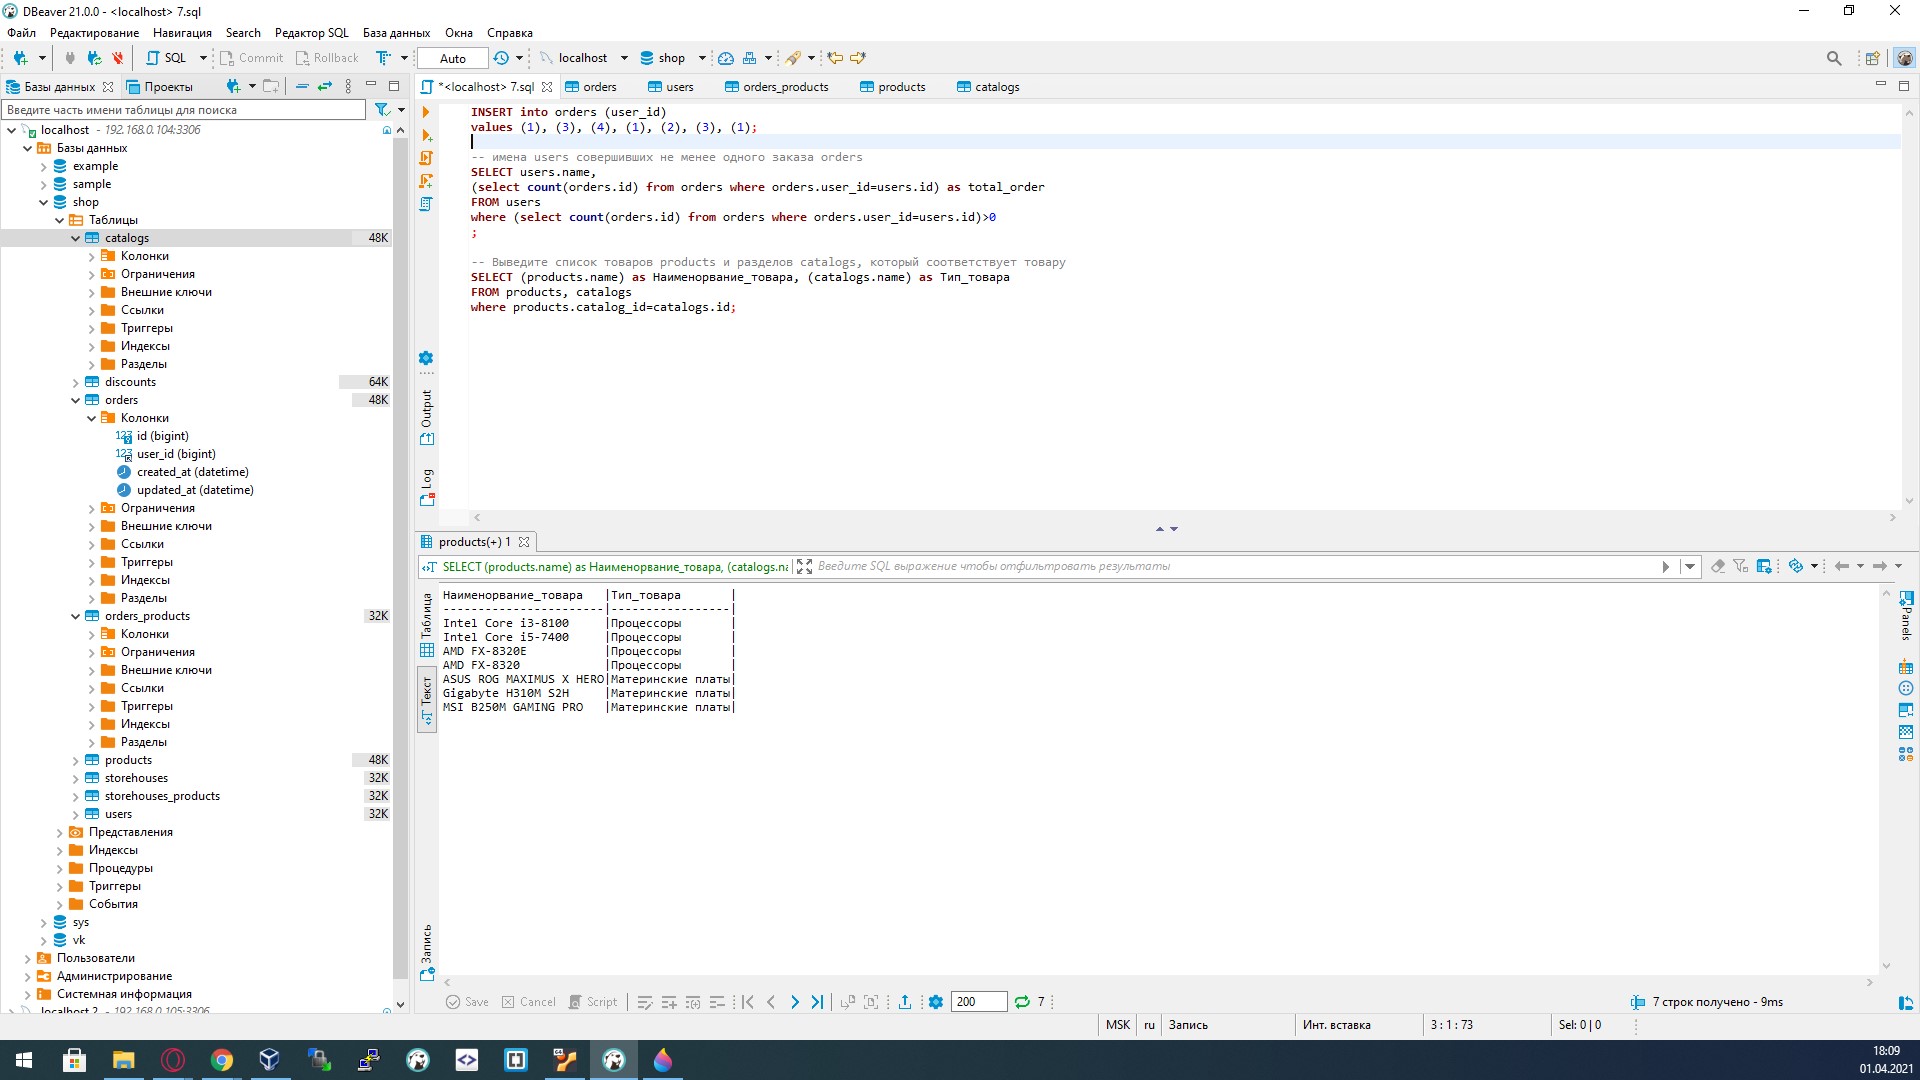 DBeaver 21.0.0 - <localhost> 7.sql
Файл Редактирование Навигация Search Редактор SQL База данных Окна Справка
SQL Commit Rollback Auto localhost shop
Базы данных Проекты
Введите часть имени таблицы для поиска
localhost - 192.168.0.104:3306
Базы данных
example
sample
shop
Таблицы
catalogs 48K
Колонки
Ограничения
Внешние ключи
Ссылки
Триггеры
Индексы
Разделы
discounts 64K
orders 48K
Колонки
id (bigint)
user_id (bigint)
created_at (datetime)
updated_at (datetime)
Ограничения
Внешние ключи
Ссылки
Триггеры
Индексы
Разделы
orders_products 32K
Колонки
Ограничения
Внешние ключи
Ссылки
Триггеры
Индексы
Разделы
products 48K
storehouses 32K
storehouses_products 32K
users 32K
Представления
Индексы
Процедуры
Триггеры
События
sys
vk
Пользователи
Администрирование
Системная информация
localhost 2 - 192.168.0.105:3306
*<localhost> 7.sql orders users orders_products products catalogs
INSERT into orders (user_id)
values (1), (3), (4), (1), (2), (3), (1);
-- имена users совершивших не менее одного заказа orders
SELECT users.name,
(select count(orders.id) from orders where orders.user_id=users.id) as total_order
FROM users
where (select count(orders.id) from orders where orders.user_id=users.id)>0
;
-- Выведите список товаров products и разделов catalogs, который соответствует товару
SELECT (products.name) as Наименорвание_товара, (catalogs.name) as Тип_товара
FROM products, catalogs
where products.catalog_id=catalogs.id;
Output
Log
products(+) 1
SELECT (products.name) as Наименорвание_товара, (catalogs.na Введите SQL выражение чтобы отфильтровать результаты
Таблица
Текст
Запись
Наименорвание_товара |Тип_товара |
-----------------------|-----------------|
Intel Core i3-8100 |Процессоры |
Intel Core i5-7400 |Процессоры |
AMD FX-8320E |Процессоры |
AMD FX-8320 |Процессоры |
ASUS ROG MAXIMUS X HERO|Материнские платы|
Gigabyte H310M S2H |Материнские платы|
MSI B250M GAMING PRO |Материнские платы|
Panels
Save Cancel Script 200 7 7 строк получено - 9ms
MSK ru Запись Инт. вставка 3 : 1 : 73 Sel: 0 | 0
18:09
01.04.2021